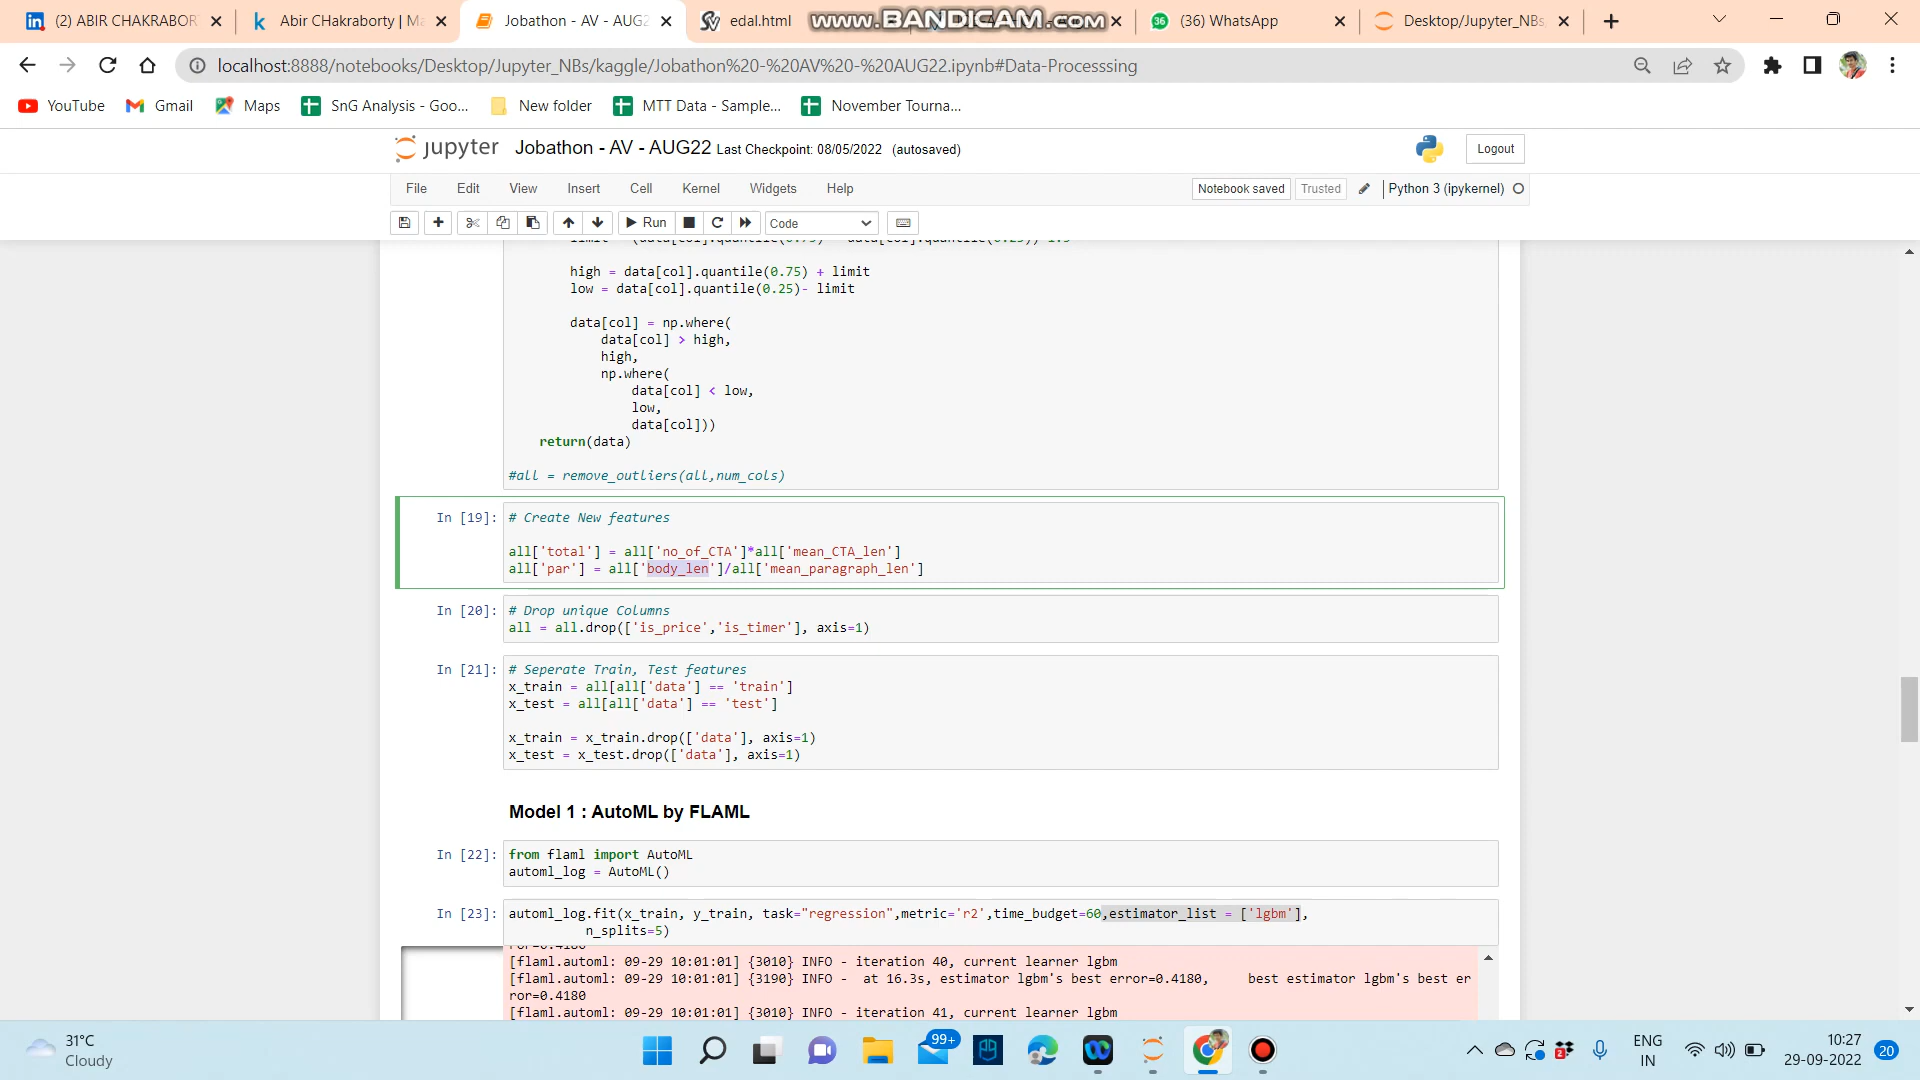 (2) ABIR CHAKRABOR
Abir CHakraborty | Ma
Jobathon - AV - AUG2
edal.html
www.BANDICAM.com
(36) WhatsApp
Desktop/Jupyter_NBs
localhost:8888/notebooks/Desktop/Jupyter_NBs/kaggle/Jobathon%20-%20AV%20-%20AUG22.ipynb#Data-Processsing
YouTube
Gmail
Maps
SnG Analysis - Goo...
New folder
MTT Data - Sample...
November Tourna...
jupyter
Jobathon - AV - AUG22 Last Checkpoint: 08/05/2022 (autosaved)
Logout
File Edit View Insert Cell Kernel Widgets Help
Notebook saved
Trusted
Python 3 (ipykernel)
Run
Code
high = data[col].quantile(0.75) + limit
low = data[col].quantile(0.25)- limit
data[col] = np.where(
data[col] > high,
high,
np.where(
data[col] < low,
low,
data[col]))
return(data)
#all = remove_outliers(all,num_cols)
In [19]:
# Create New features
all['total'] = all['no_of_CTA']*all['mean_CTA_len']
all['par'] = all['body_len']/all['mean_paragraph_len']
In [20]:
# Drop unique Columns
all = all.drop(['is_price','is_timer'], axis=1)
In [21]:
# Seperate Train, Test features
x_train = all[all['data'] == 'train']
x_test = all[all['data'] == 'test']
x_train = x_train.drop(['data'], axis=1)
x_test = x_test.drop(['data'], axis=1)
Model 1 : AutoML by FLAML
In [22]:
from flaml import AutoML
automl_log = AutoML()
In [23]:
automl_log.fit(x_train, y_train, task="regression",metric='r2',time_budget=60,estimator_list = ['lgbm'],
n_splits=5)
[flaml.automl: 09-29 10:01:01] {3010} INFO - iteration 40, current learner lgbm
[flaml.automl: 09-29 10:01:01] {3190} INFO -  at 16.3s, estimator lgbm's best error=0.4180, best estimator lgbm's best er
ror=0.4180
[flaml.automl: 09-29 10:01:01] {3010} INFO - iteration 41, current learner lgbm
31°C
Cloudy
99+
ENG
IN
10:27
29-09-2022
20